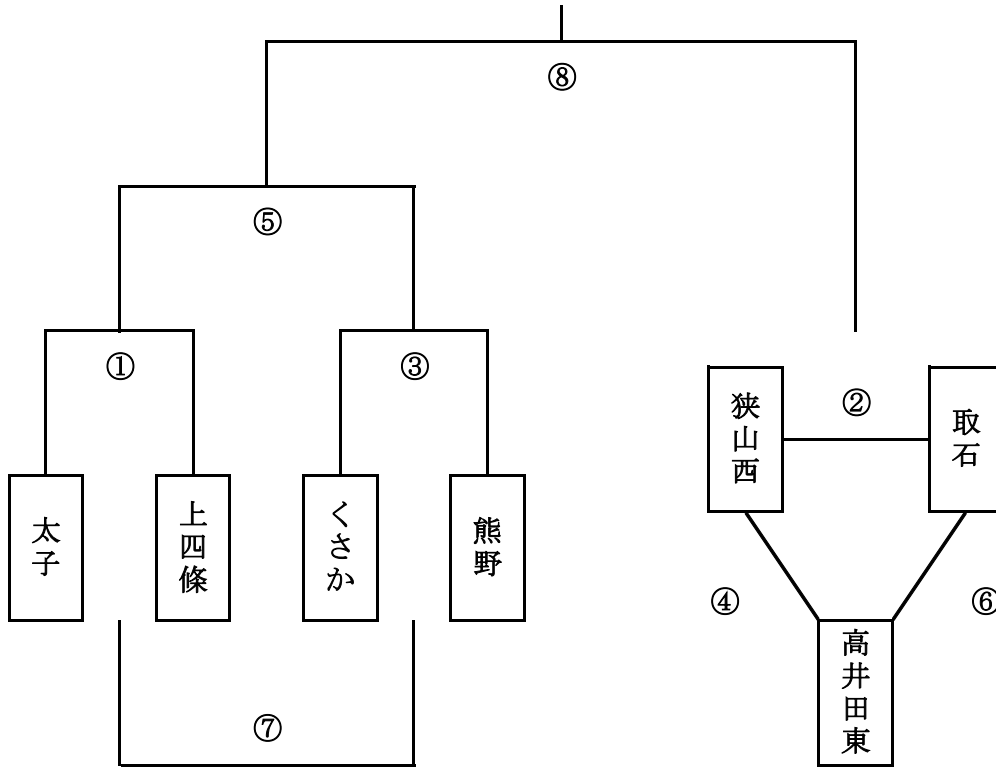 ⑧
⑤
①
③
②
狭山西
取石
太子
上四條
くさか
熊野
④
⑥
高井田東
⑦